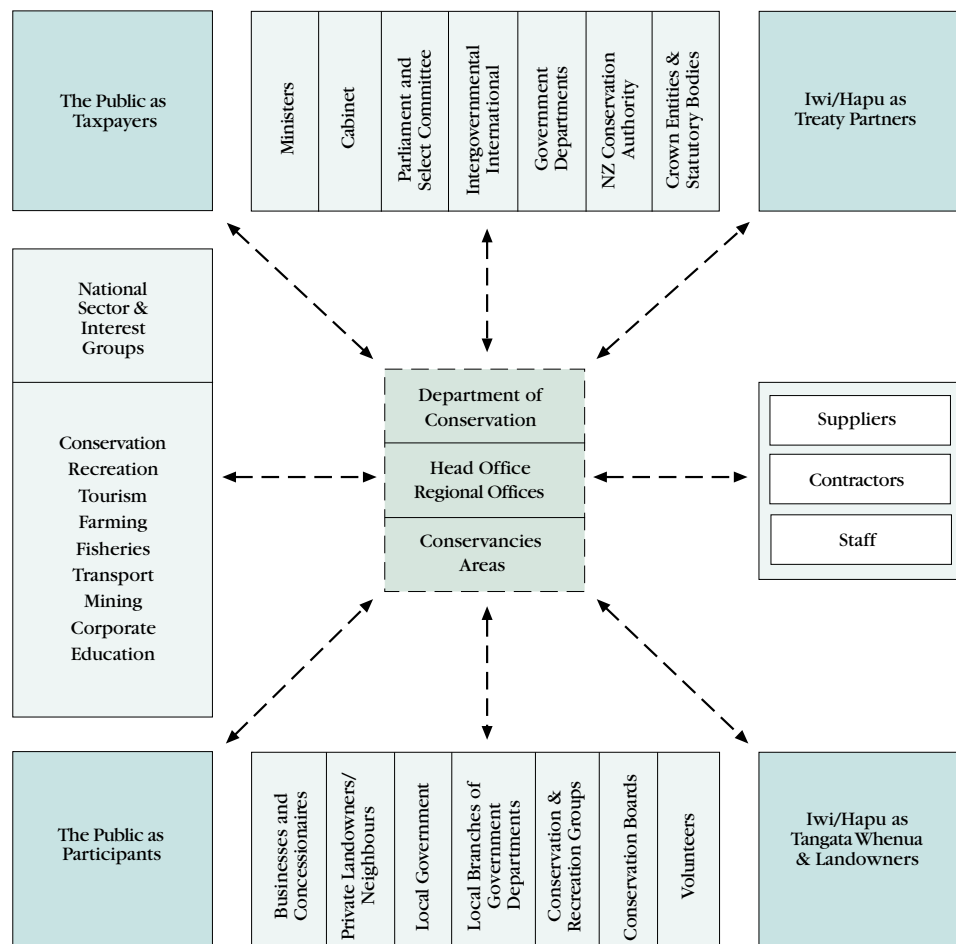 The Public as
Taxpayers
Ministers
Cabinet
Parliament and
Select Committee
Intergovernmental
International
Government
Departments
NZ Conservation
Authority
Crown Entities &
Statutory Bodies
Iwi/Hapu as
Treaty Partners
National
Sector &
Interest
Groups
Conservation
Recreation
Tourism
Farming
Fisheries
Transport
Mining
Corporate
Education
Department of
Conservation
Head Office
Regional Offices
Conservancies
Areas
Suppliers
Contractors
Staff
The Public as
Participants
Businesses and
Concessionaires
Private Landowners/
Neighbours
Local Government
Local Branches of
Government
Departments
Conservation &
Recreation Groups
Conservation Boards
Volunteers
Iwi/Hapu as
Tangata Whenua
& Landowners